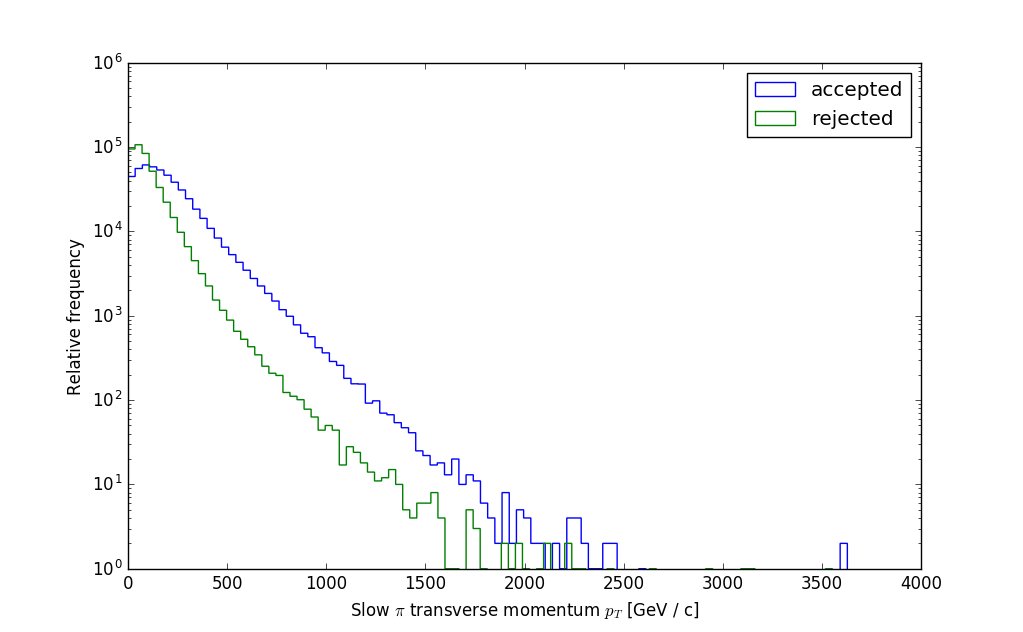 10^6
10^5
10^4
10^3
10^2
10^1
10^0
Relative frequency
accepted
rejected
0 500 1000 1500 2000 2500 3000 3500 4000
Slow π transverse momentum p_T [GeV / c]